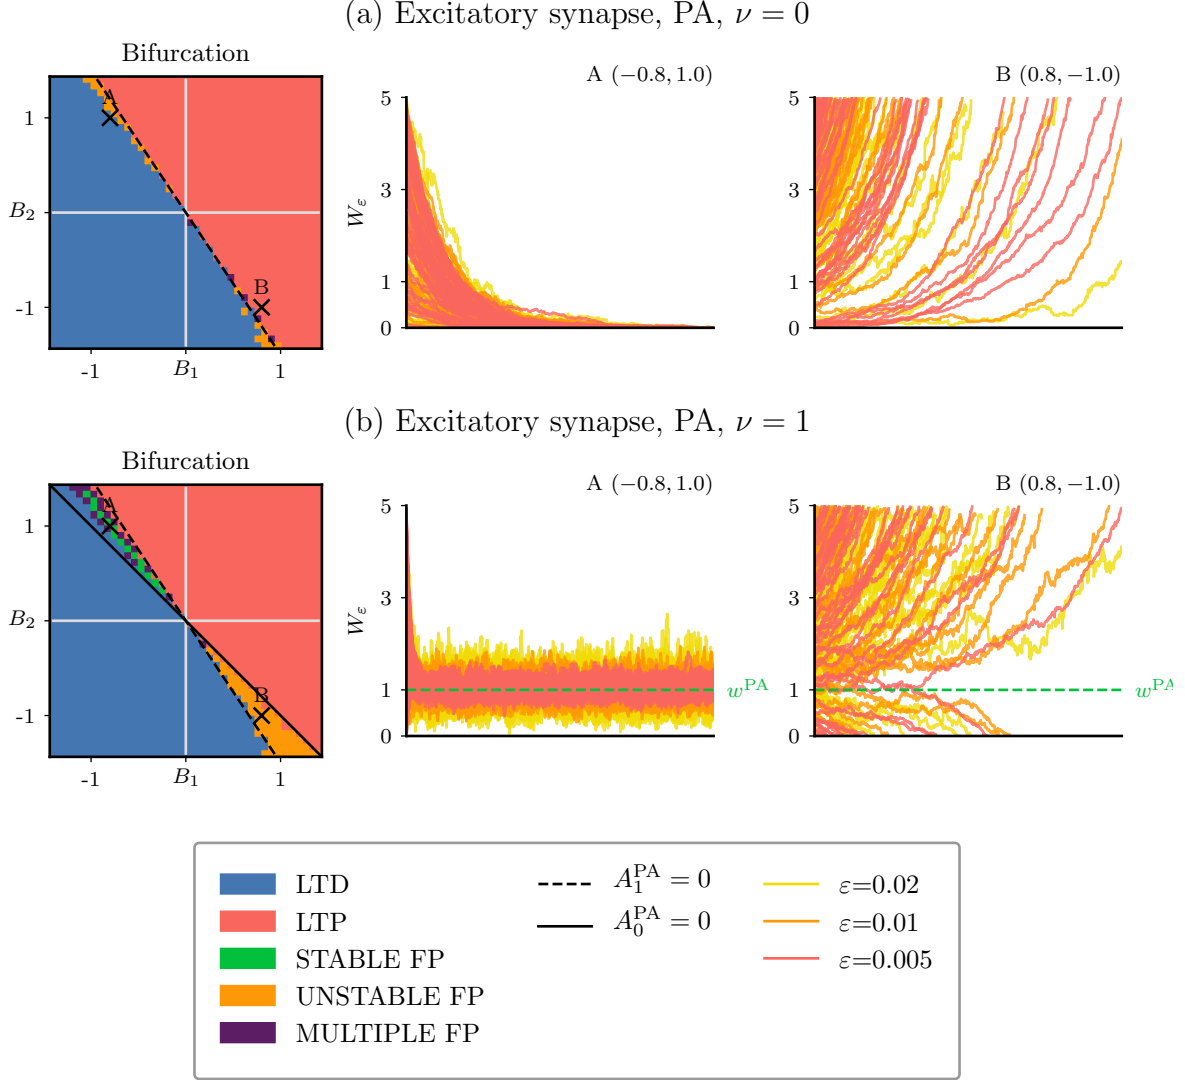 (a) Excitatory synapse, PA, ν = 0
Bifurcation
A (−0.8, 1.0)
B (0.8, −1.0)
A
B
1
B₂
-1
-1
B₁
1
5
3
1
0
W_ε
5
3
1
0
(b) Excitatory synapse, PA, ν = 1
Bifurcation
A (−0.8, 1.0)
B (0.8, −1.0)
A
B
1
B₂
-1
-1
B₁
1
5
3
1
0
W_ε
w^PA
5
3
1
0
w^PA
LTD
LTP
STABLE FP
UNSTABLE FP
MULTIPLE FP
A₁^PA = 0
A₀^PA = 0
ε=0.02
ε=0.01
ε=0.005